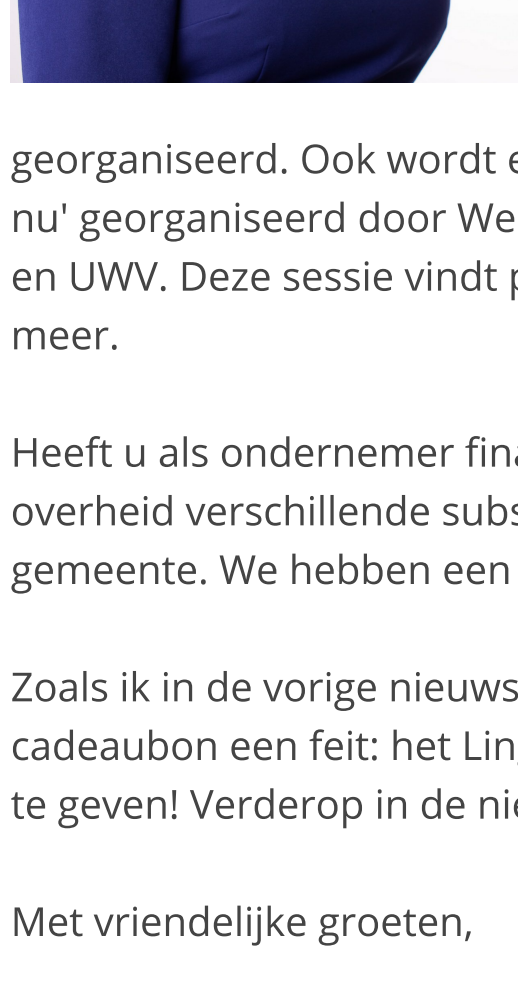 georganiseerd. Ook wordt
nu' georganiseerd door We
en UWV. Deze sessie vindt
meer.
Heeft u als ondernemer
overheid verschillende
gemeente. We hebben een
Zoals ik in de vorige
cadeaubon een feit: het
te geven! Verderop in de
Met vriendelijke groeten,